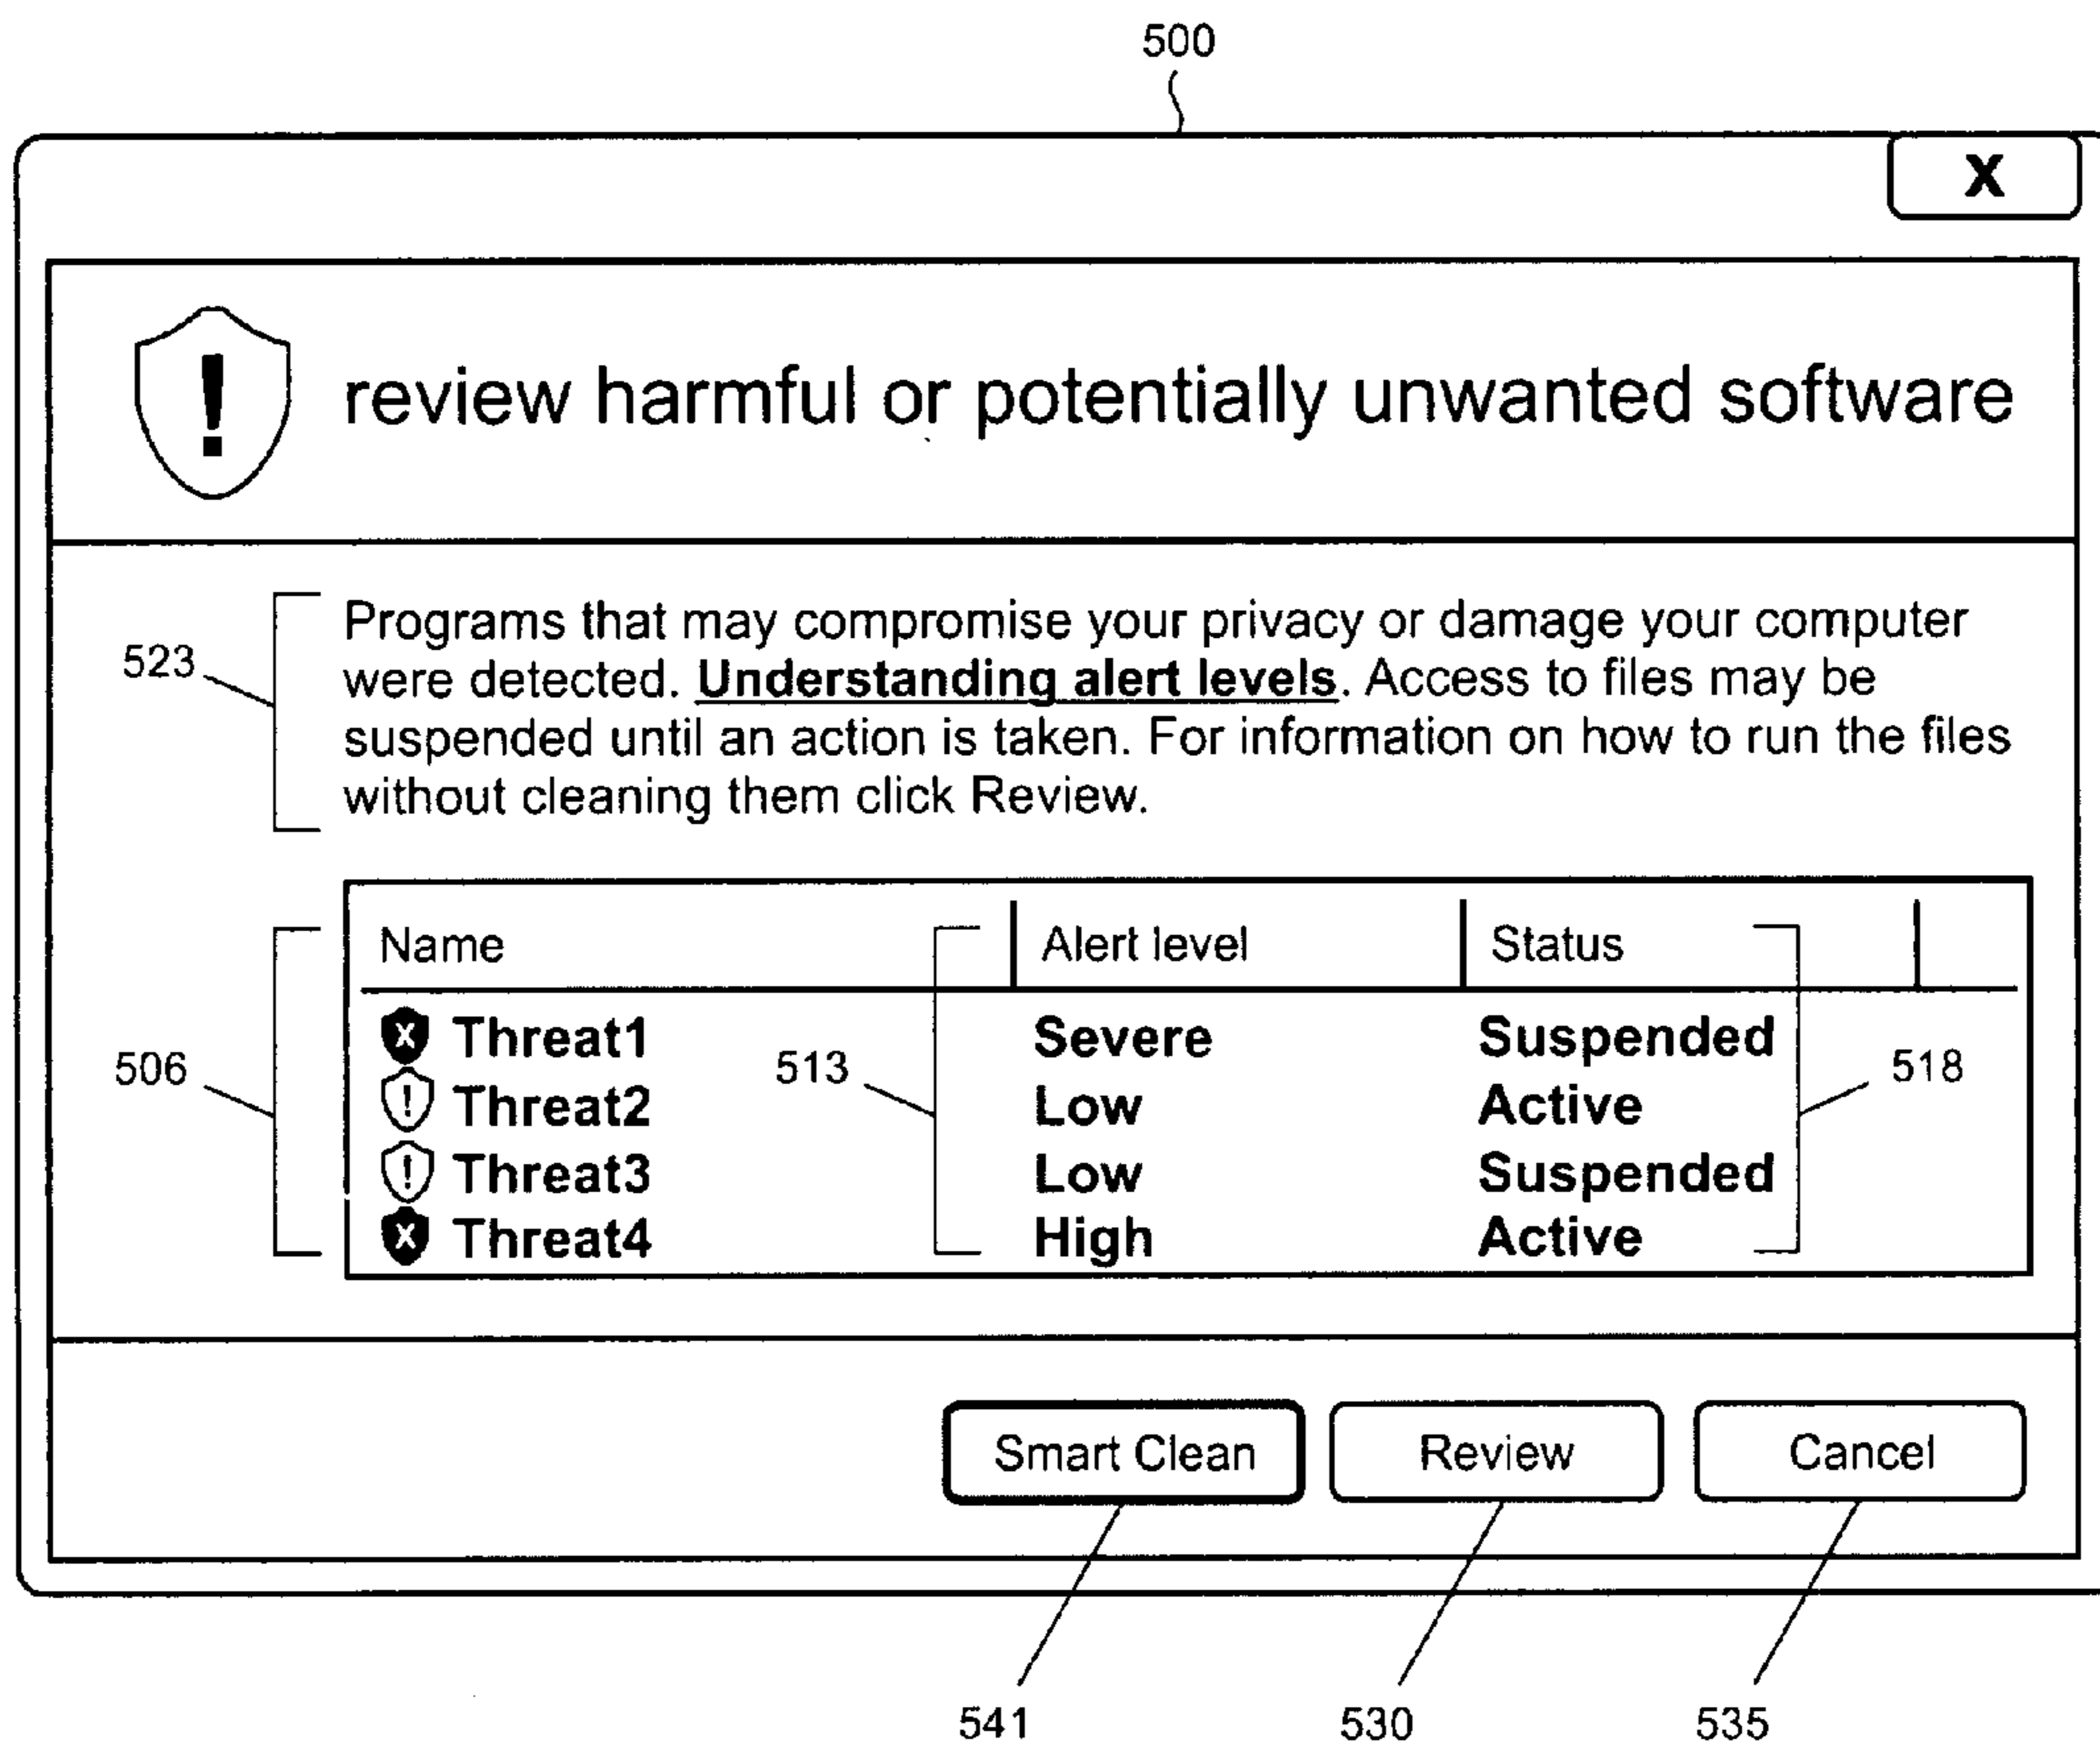 500
X
! review harmful or potentially unwanted software
523
Programs that may compromise your privacy or damage your computer
were detected. Understanding alert levels. Access to files may be
suspended until an action is taken. For information on how to run the files
without cleaning them click Review.
506
513
518
Name Alert level Status
X Threat1 Severe Suspended
! Threat2 Low Active
! Threat3 Low Suspended
X Threat4 High Active
Smart Clean Review Cancel
541 530 535